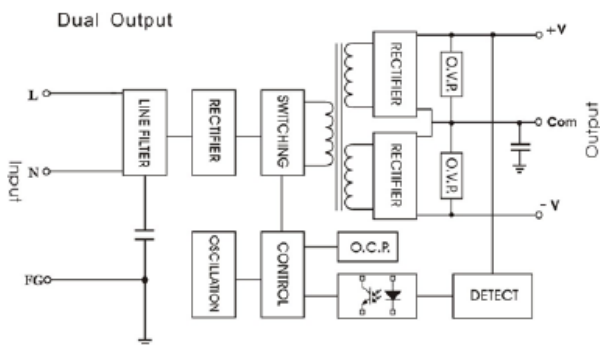 Dual Output
L
N
FG
Input
LINE FILTER
RECTIFIER
SWITCHING
RECTIFIER
RECTIFIER
O.V.P.
O.V.P.
+V
Com
-V
Output
OSCILLATION
CONTROL
O.C.P.
DETECT